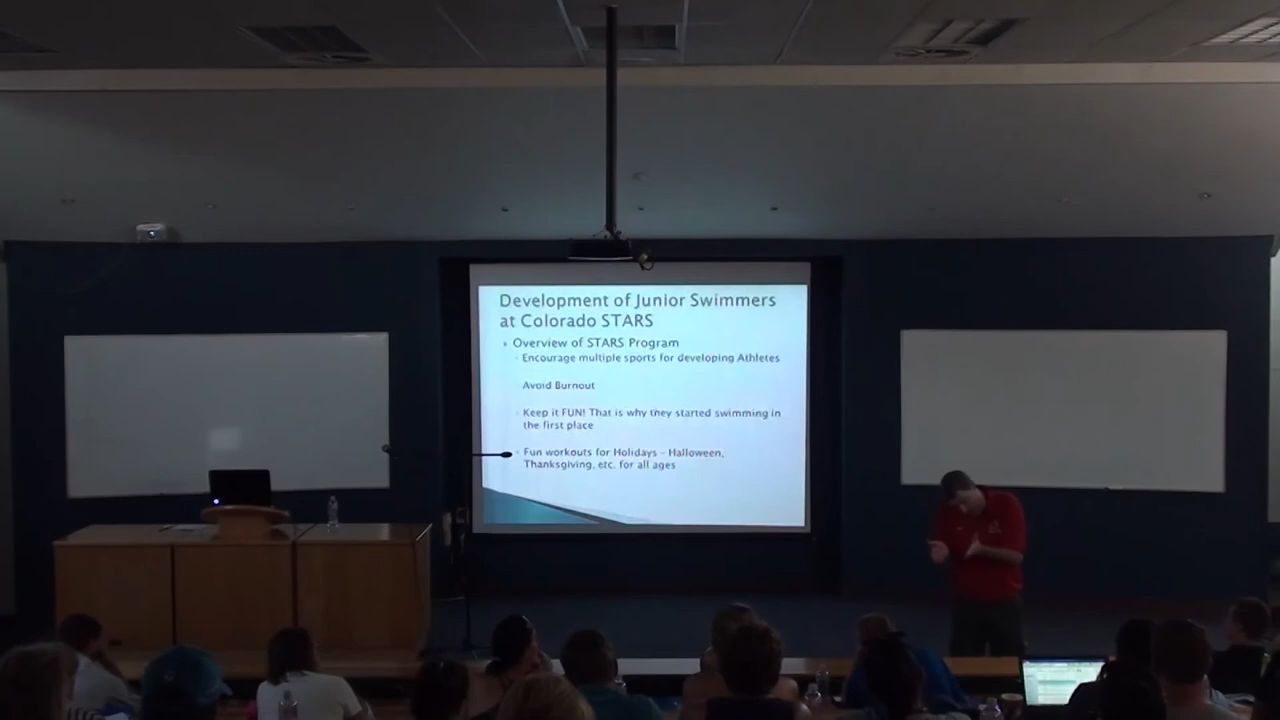 Development of Junior Swimmers
at Colorado STARS
Overview of STARS Program
Encourage multiple sports for developing Athletes
Avoid Burnout
Keep it FUN! That is why they started swimming in
the first place
Fun workouts for Holidays - Halloween,
Thanksgiving, etc. for all ages